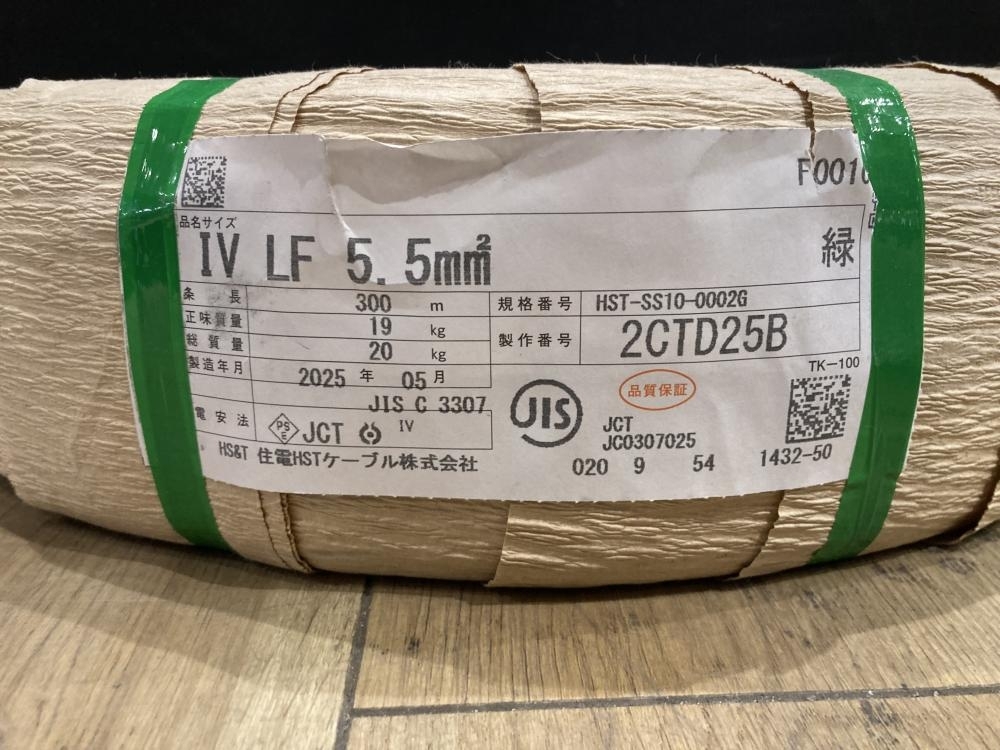 F001
品名サイズ
IV LF 5.5mm² 緑
条長 300 m 規格番号 HST-SS10-0002G
正味質量 19 kg
総質量 20 kg 製作番号 2CTD25B
製造年月 2025 年 05 月
TK-100
品質保証
JIS C 3307
電安法 PSE JCT IV
JIS
JCT
JC0307025
HS&T 住電HSTケーブル株式会社
020 9 54 1432-50